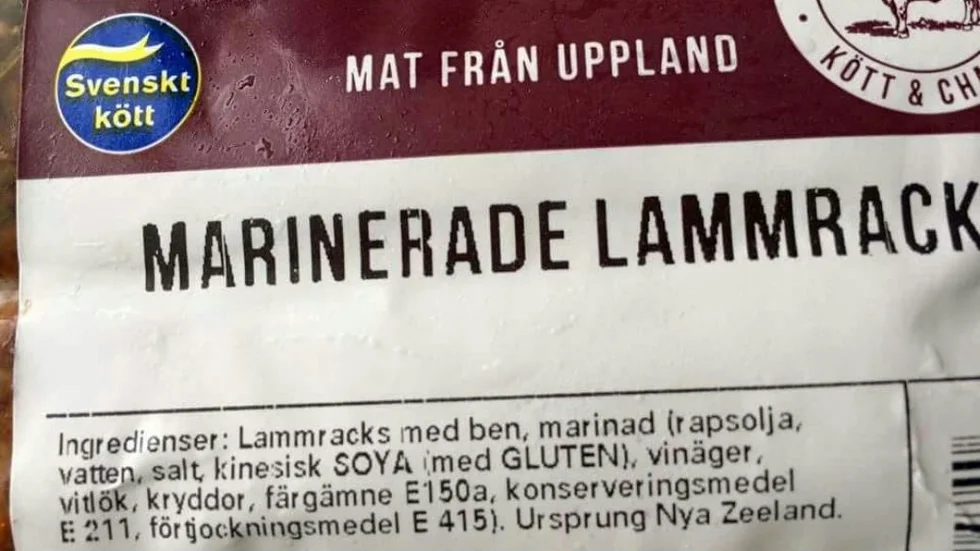 Svenskt
kött
MAT FRÅN UPPLAND
KÖTT & CH
MARINERADE LAMMRACK
Ingredienser: Lammracks med ben, marinad (rapsolja,
vatten, salt, kinesisk SOYA (med GLUTEN), vinäger,
vitlök, kryddor, färgämne E150a, konserveringsmedel
E 211, förtjockningsmedel E 415). Ursprung Nya Zeeland.